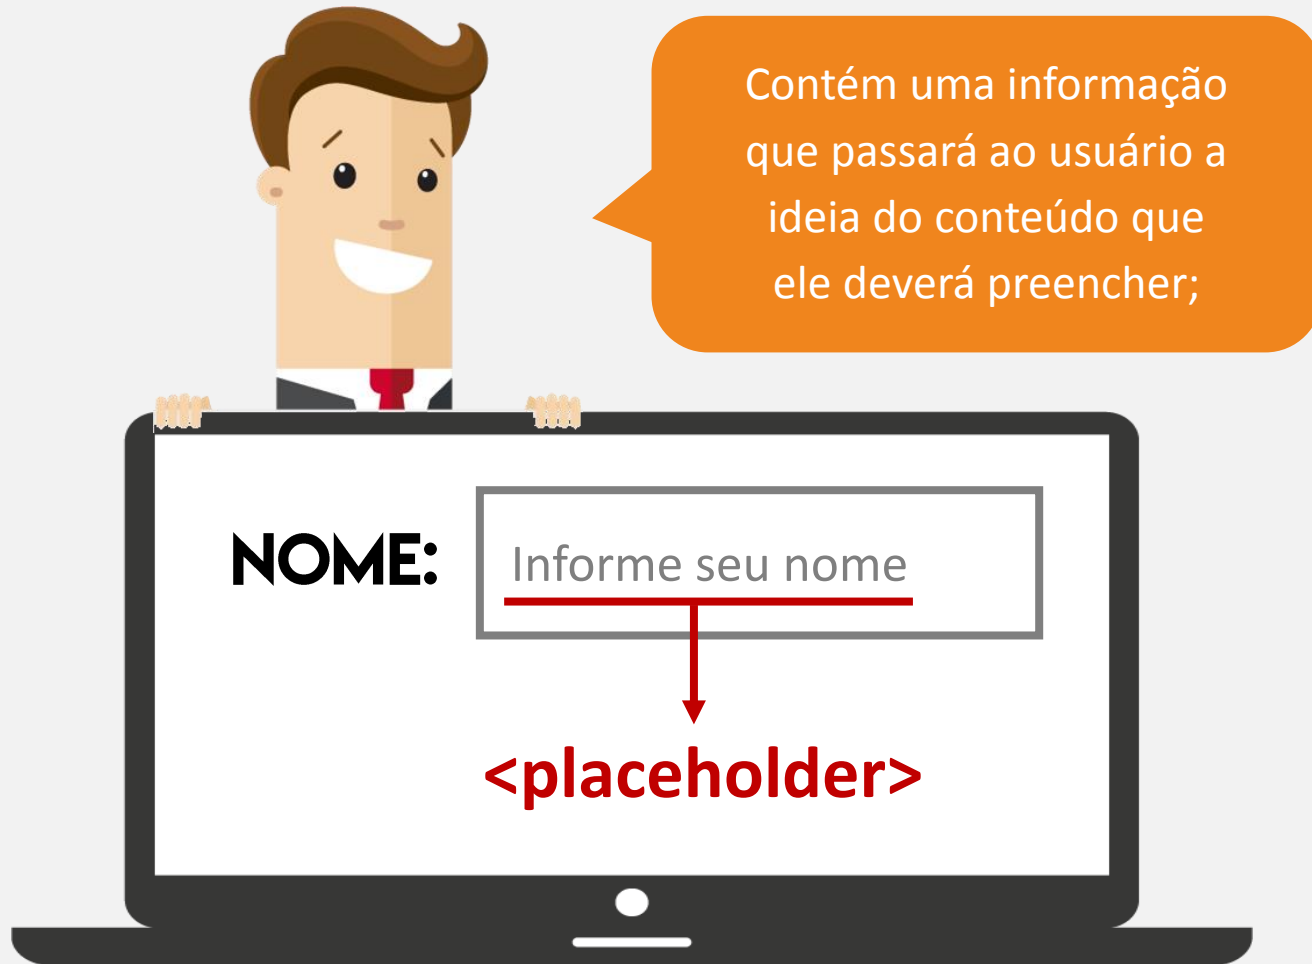 Contém uma informação
que passará ao usuário a
ideia do conteúdo que
ele deverá preencher;
NOME:
Informe seu nome
<placeholder>